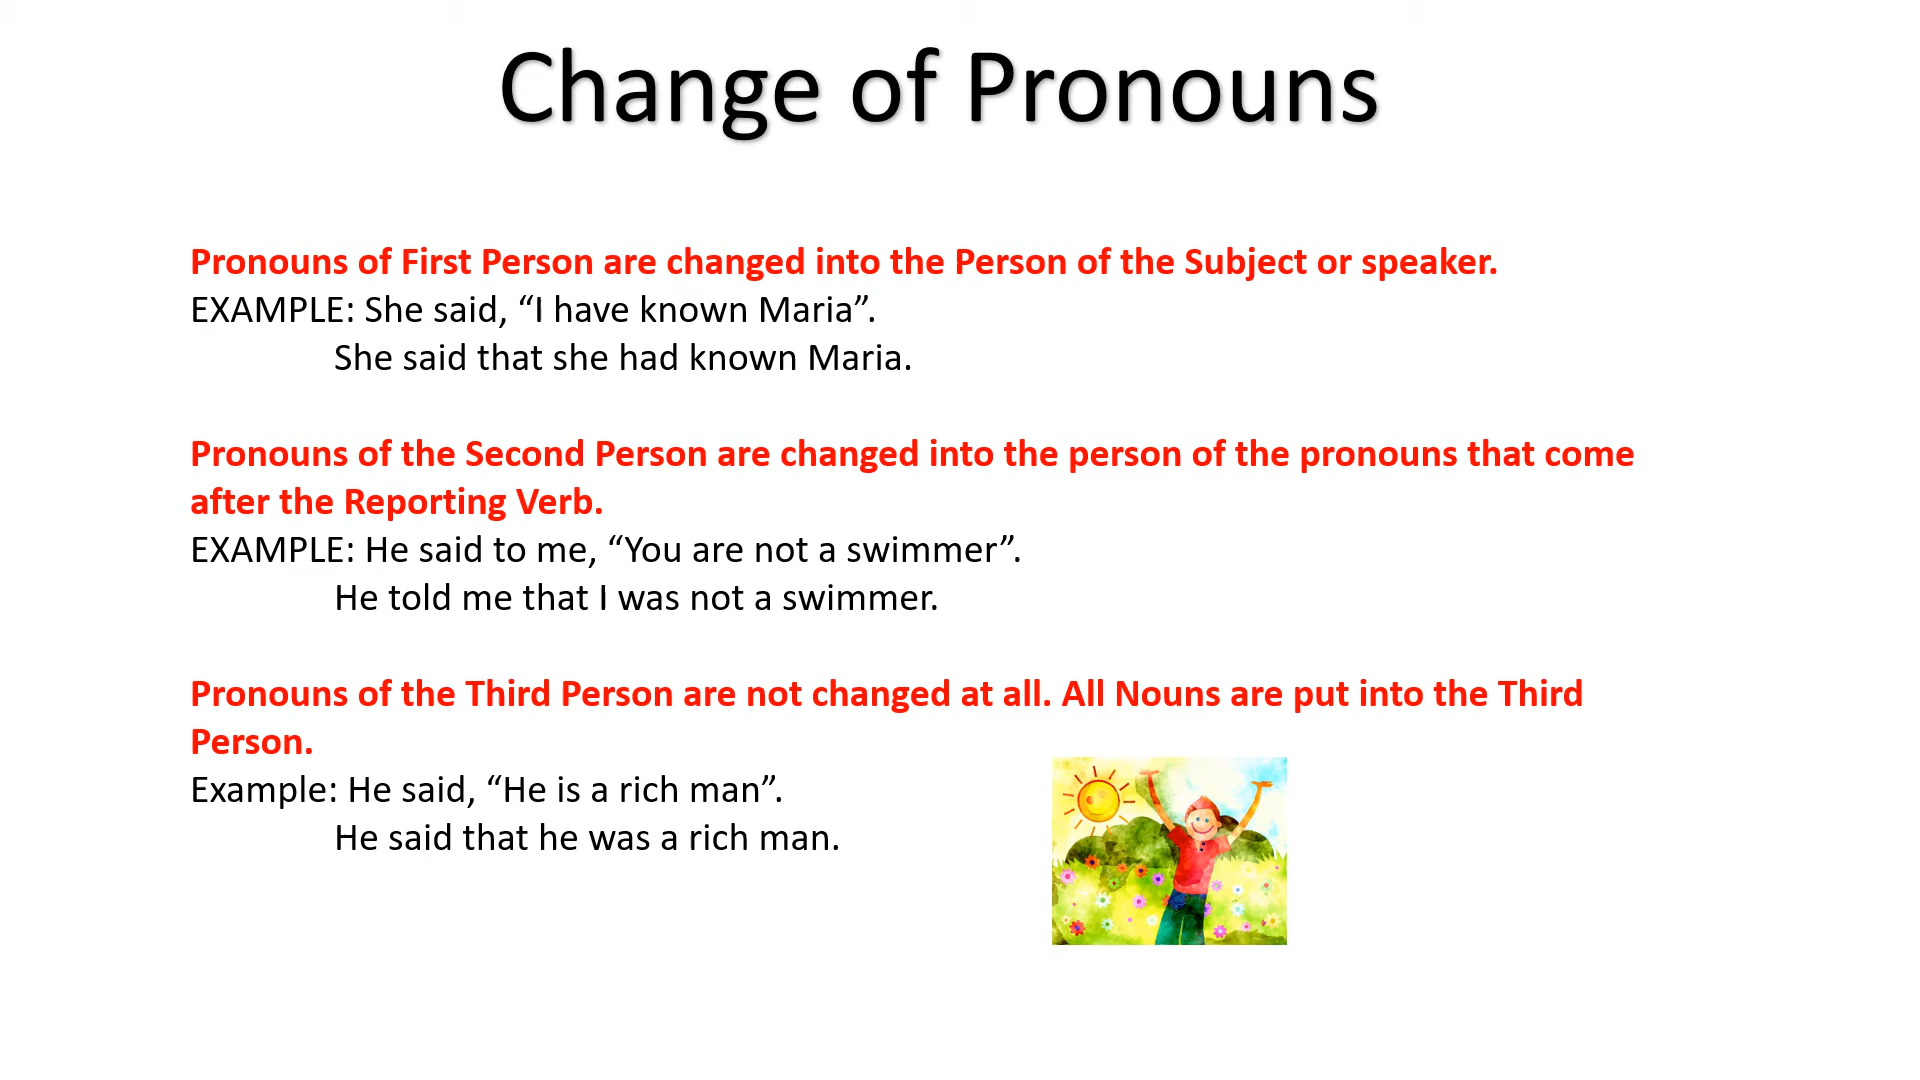 Change of Pronouns
Pronouns of First Person are changed into the Person of the Subject or speaker.
EXAMPLE: She said, “I have known Maria”.
She said that she had known Maria.
Pronouns of the Second Person are changed into the person of the pronouns that come
after the Reporting Verb.
EXAMPLE: He said to me, “You are not a swimmer”.
He told me that I was not a swimmer.
Pronouns of the Third Person are not changed at all. All Nouns are put into the Third
Person.
Example: He said, “He is a rich man”.
He said that he was a rich man.